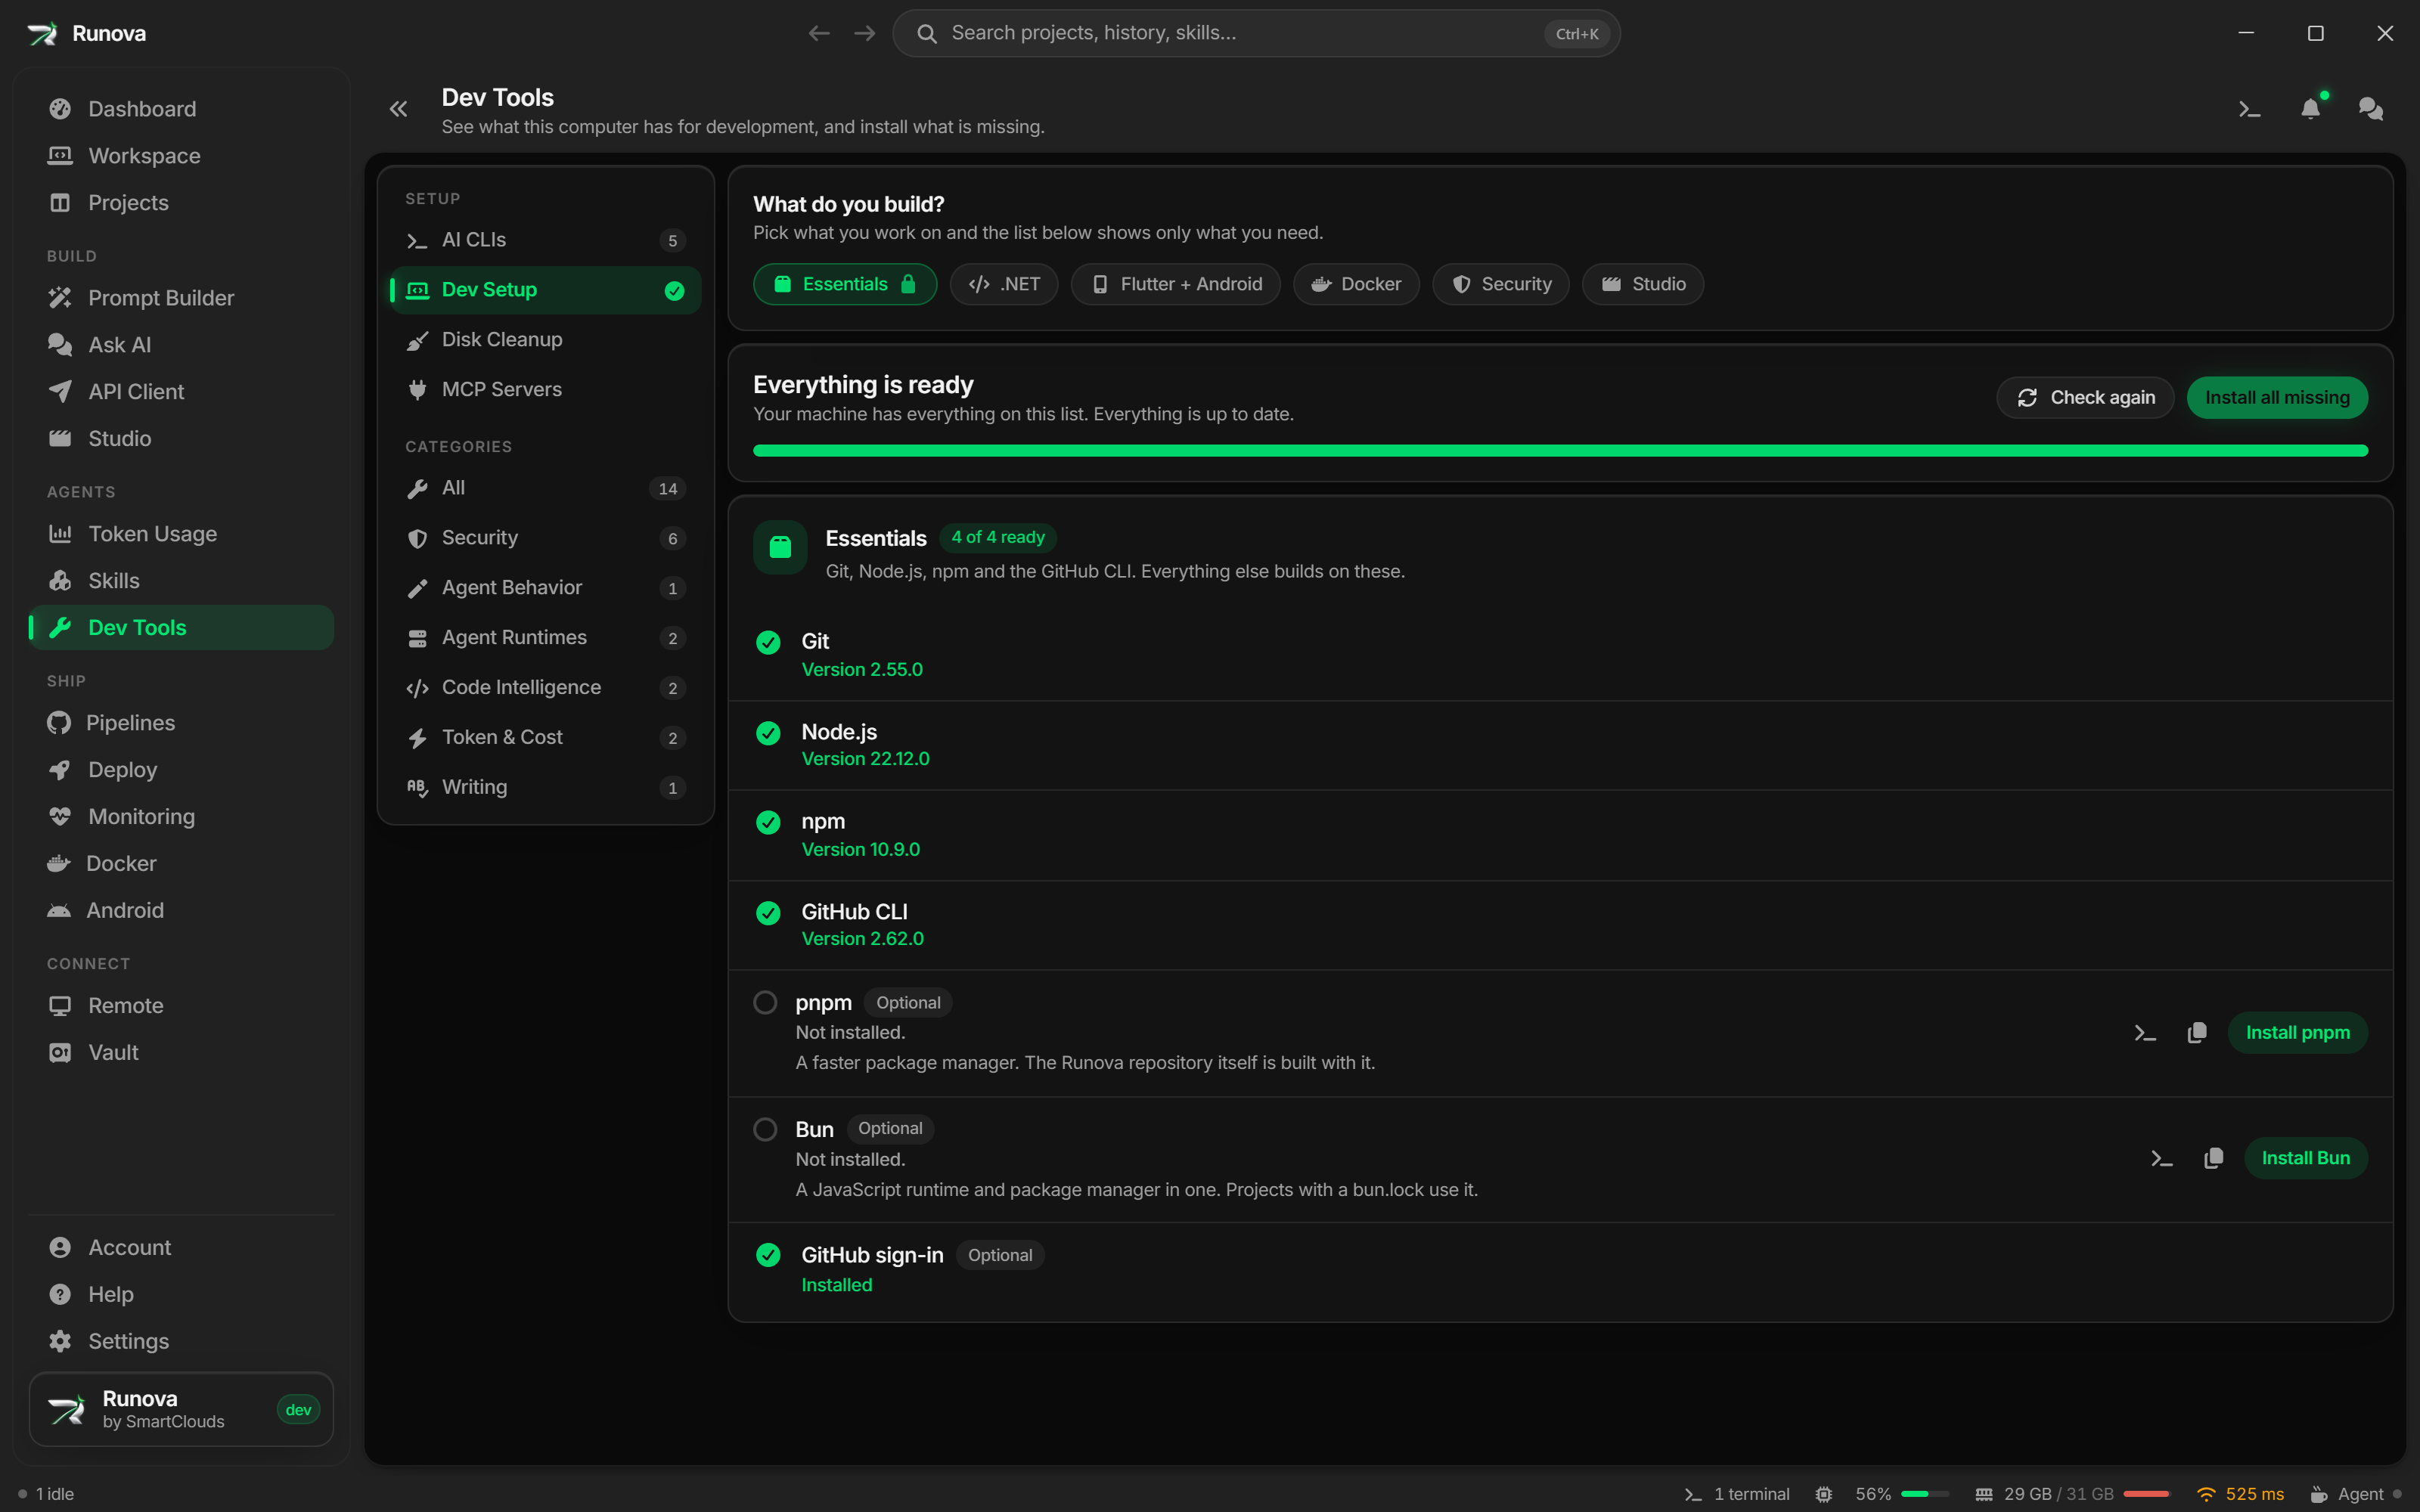 Runova
Search projects, history, skills...
Ctrl+K
Dashboard
Workspace
Projects
BUILD
Prompt Builder
Ask AI
API Client
Studio
AGENTS
Token Usage
Skills
Dev Tools
SHIP
Pipelines
Deploy
Monitoring
Docker
Android
CONNECT
Remote
Vault
Account
Help
Settings
Runova
by SmartClouds
dev
Dev Tools
See what this computer has for development, and install what is missing.
SETUP
AI CLIs 5
Dev Setup
Disk Cleanup
MCP Servers
CATEGORIES
All 14
Security 6
Agent Behavior 1
Agent Runtimes 2
Code Intelligence 2
Token & Cost 2
Writing 1
What do you build?
Pick what you work on and the list below shows only what you need.
Essentials .NET Flutter + Android Docker Security Studio
Everything is ready
Your machine has everything on this list. Everything is up to date.
Check again Install all missing
Essentials 4 of 4 ready
Git, Node.js, npm and the GitHub CLI. Everything else builds on these.
Git
Version 2.55.0
Node.js
Version 22.12.0
npm
Version 10.9.0
GitHub CLI
Version 2.62.0
pnpm Optional
Not installed.
A faster package manager. The Runova repository itself is built with it.
Install pnpm
Bun Optional
Not installed.
A JavaScript runtime and package manager in one. Projects with a bun.lock use it.
Install Bun
GitHub sign-in Optional
Installed
1 idle
1 terminal 56% 29 GB / 31 GB 525 ms Agent